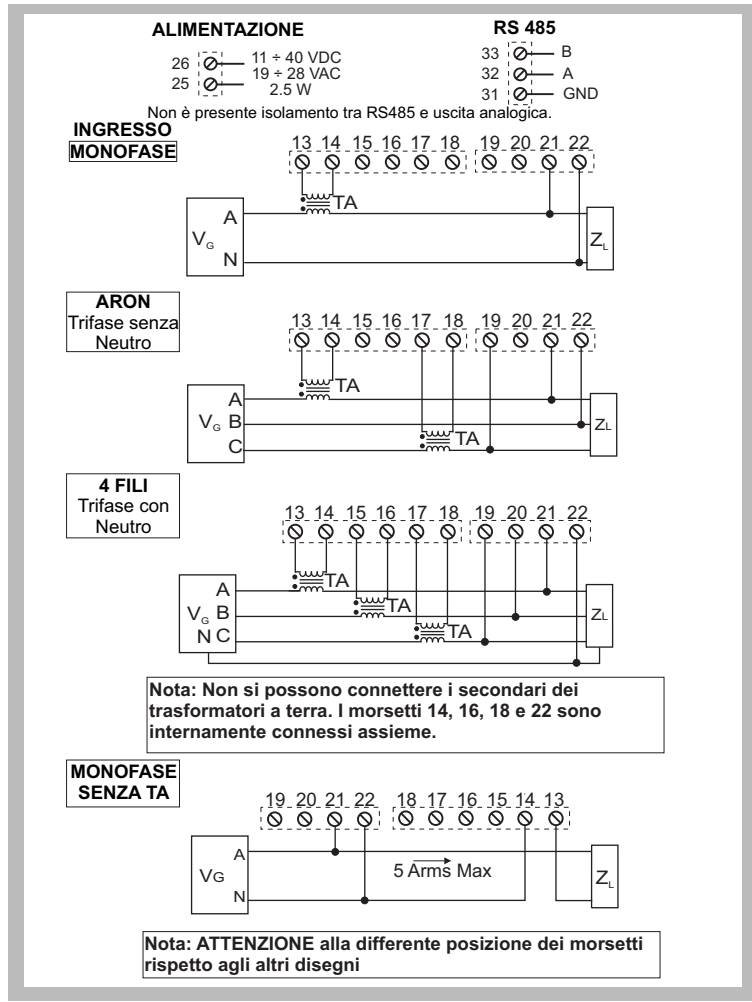 ALIMENTAZIONE
26 11 ÷ 40 VDC
19 ÷ 28 VAC
25 2.5 W
RS 485
33 B
32 A
31 GND
Non è presente isolamento tra RS485 e uscita analogica.
INGRESSO
MONOFASE
13 14 15 16 17 18 19 20 21 22
TA
A
VG
N
ZL
ARON
Trifase senza
Neutro
13 14 15 16 17 18 19 20 21 22
TA
A
VG B
C
TA
ZL
4 FILI
Trifase con
Neutro
13 14 15 16 17 18 19 20 21 22
TA
A
TA
VG B
N C
TA
ZL
Nota: Non si possono connettere i secondari dei
trasformatori a terra. I morsetti 14, 16, 18 e 22 sono
internamente connessi assieme.
MONOFASE
SENZA TA
19 20 21 22 18 17 16 15 14 13
A
VG
N
5 Arms Max
ZL
Nota: ATTENZIONE alla differente posizione dei morsetti
rispetto agli altri disegni